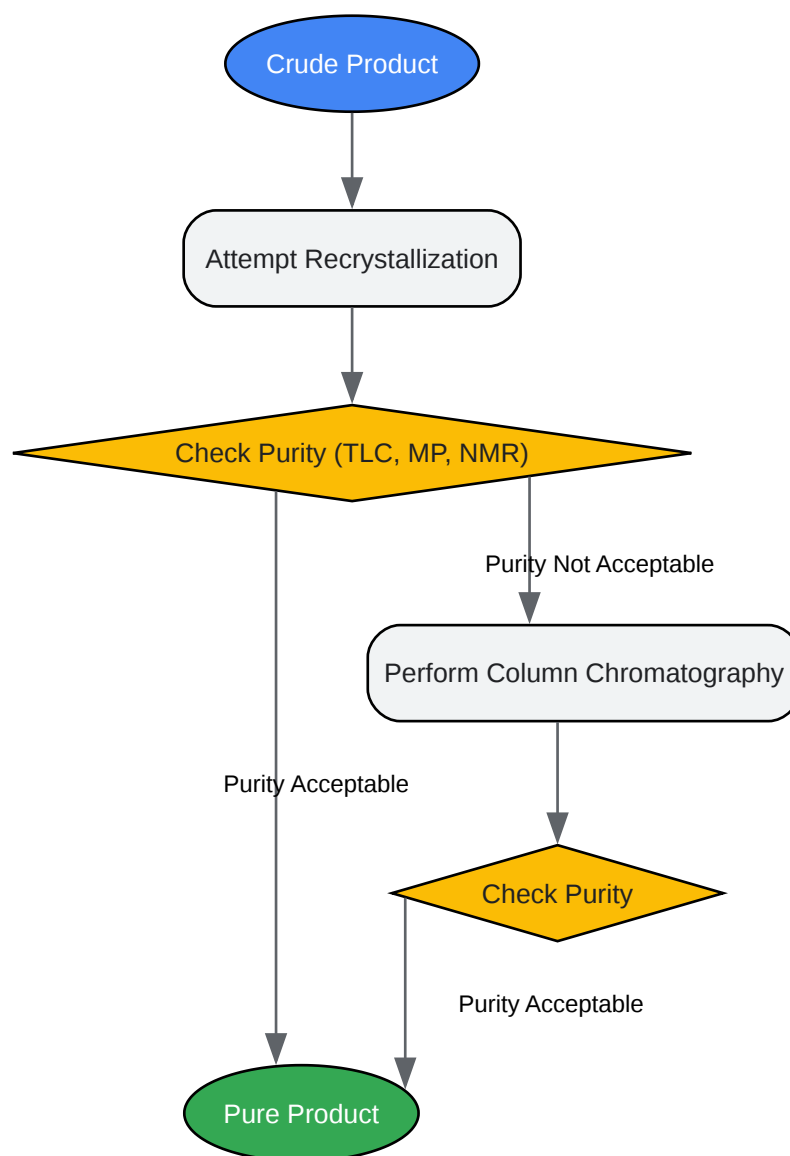 Crude Product
Attempt Recrystallization
Check Purity (TLC, MP, NMR)
Purity Not Acceptable
Perform Column Chromatography
Purity Acceptable
Check Purity
Purity Acceptable
Pure Product